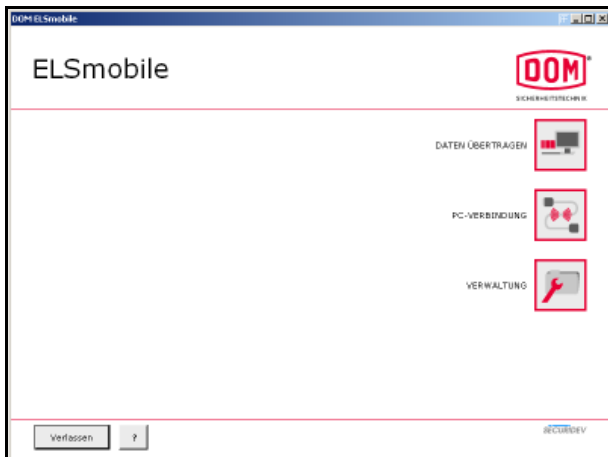 DOM ELSmobile
ELSmobile
DOM
SICHERHEITSTECHNIK
DATEN ÜBERTRAGEN
PC-VERBINDUNG
VERWALTUNG
Verlassen
?
SECURIDEV